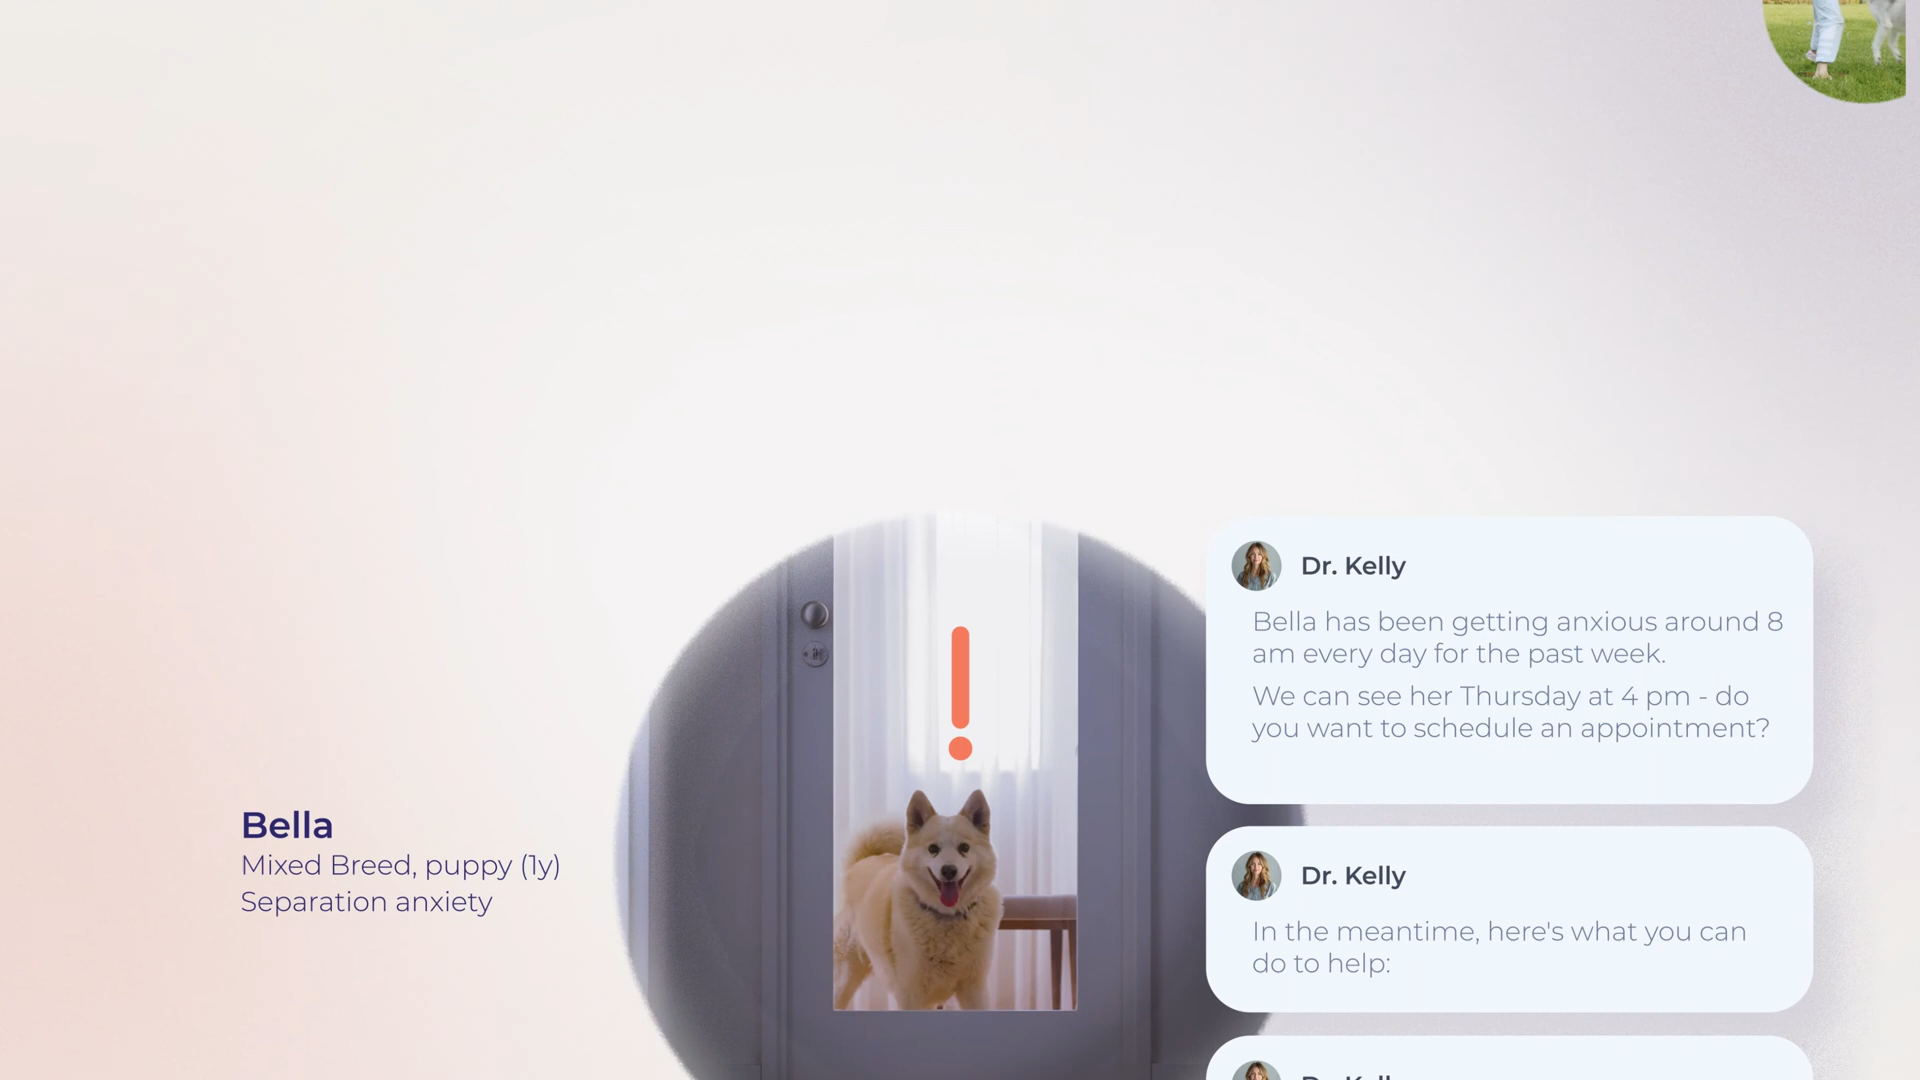 Bella
Mixed Breed, puppy (1y)
Separation anxiety
Dr. Kelly
Bella has been getting anxious around 8
am every day for the past week.
We can see her Thursday at 4 pm - do
you want to schedule an appointment?
Dr. Kelly
In the meantime, here's what you can
do to help:
Dr. Kelly